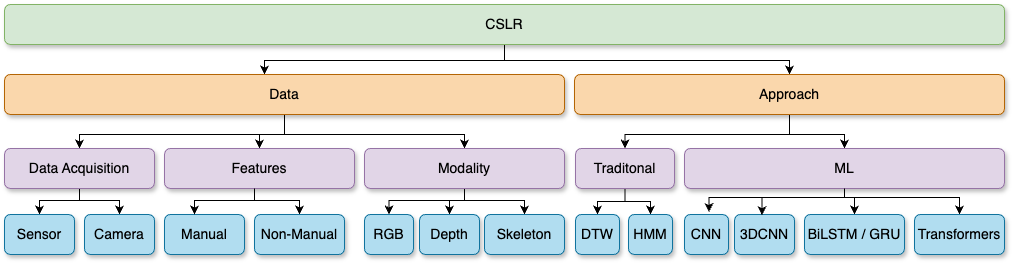 CSLR
Data
Approach
Data Acquisition
Features
Modality
Traditonal
ML
Sensor
Camera
Manual
Non-Manual
RGB
Depth
Skeleton
DTW
HMM
CNN
3DCNN
BiLSTM / GRU
Transformers